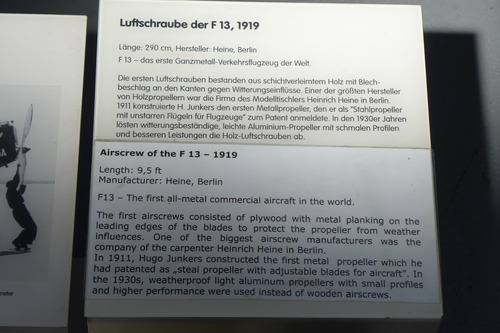 Luftschraube der F 13, 1919
Länge: 290 cm, Hersteller: Heine, Berlin
F 13 – das erste Ganzmetall-Verkehrsflugzeug der Welt.
Die ersten Luftschrauben bestanden aus schichtverleimtem Holz mit Blech-
beschlag an den Kanten gegen Witterungseinflüsse. Einer der größten Hersteller
von Holzpropellern war die Firma des Modelltischlers Heinrich Heine in Berlin.
1911 konstruierte H. Junkers den ersten Metallpropeller, den er als "Stahlpropeller
mit unstarren Flügeln für Flugzeuge" zum Patent anmeldete. In den 1930er Jahren
lösten witterungsbeständige, leichte Aluminium-Propeller mit schmalen Profilen
und besseren Leistungen die Holz-Luftschrauben ab.
Airscrew of the F 13 – 1919
Length: 9,5 ft
Manufacturer: Heine, Berlin
F13 – The first all-metal commercial aircraft in the world.
The first airscrews consisted of plywood with metal planking on the
leading edges of the blades to protect the propeller from weather
influences. One of the biggest airscrew manufacturers was the
company of the carpenter Heinrich Heine in Berlin.
In 1911, Hugo Junkers constructed the first metal propeller which he
had patented as „steal propeller with adjustable blades for aircraft". In
the 1930s, weatherproof light aluminum propellers with small profiles
and higher performance were used instead of wooden airscrews.